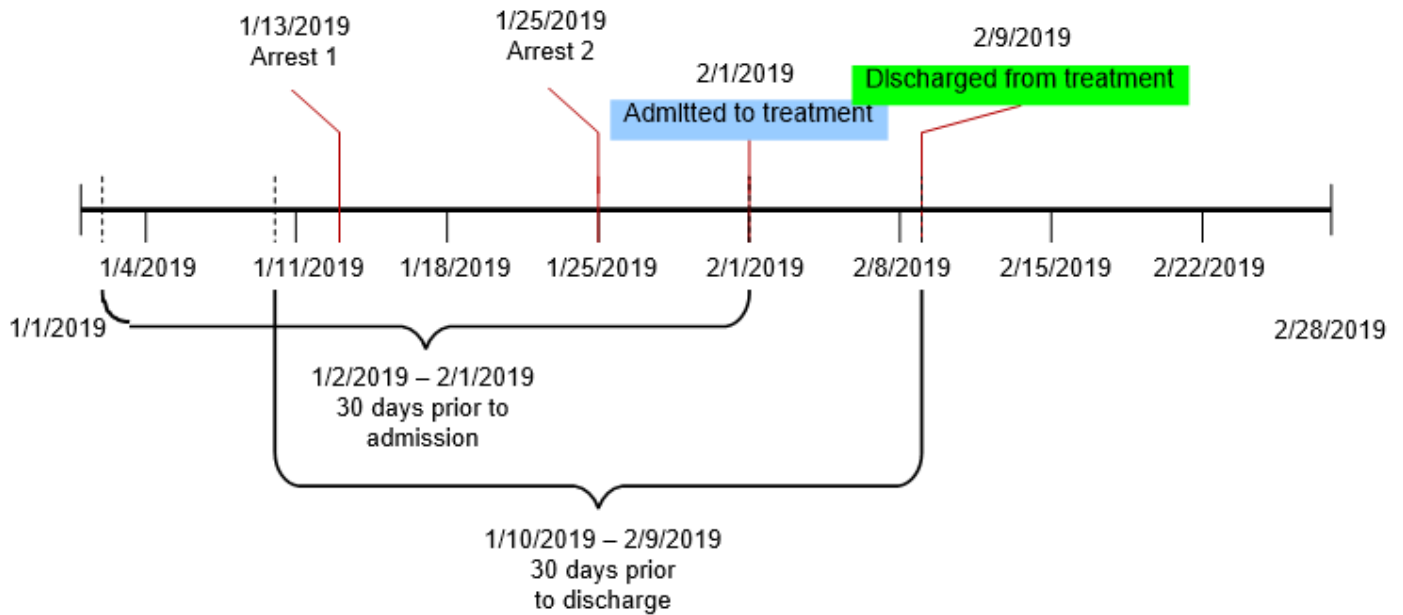 1/13/2019
Arrest 1
1/25/2019
Arrest 2
2/1/2019
Admitted to treatment
2/9/2019
Discharged from treatment
1/4/2019
1/11/2019
1/18/2019
1/25/2019
2/1/2019
2/8/2019
2/15/2019
2/22/2019
1/1/2019
2/28/2019
1/2/2019 – 2/1/2019
30 days prior to
admission
1/10/2019 – 2/9/2019
30 days prior
to discharge